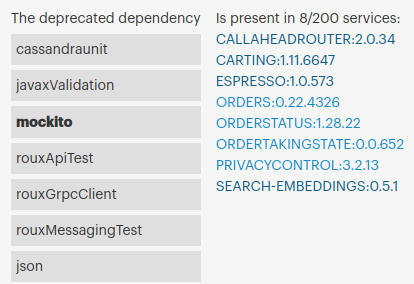 The deprecated dependency
cassandraunit
javaxValidation
mockito
rouxApiTest
rouxGrpcClient
rouxMessagingTest
json
Is present in 8/200 services:
CALLAHEADROUTER:2.0.34
CARTING:1.11.6647
ESPRESSO:1.0.573
ORDERS:0.22.4326
ORDERSTATUS:1.28.22
ORDERTAKINGSTATE:0.0.652
PRIVACYCONTROL:3.2.13
SEARCH-EMBEDDINGS:0.5.1